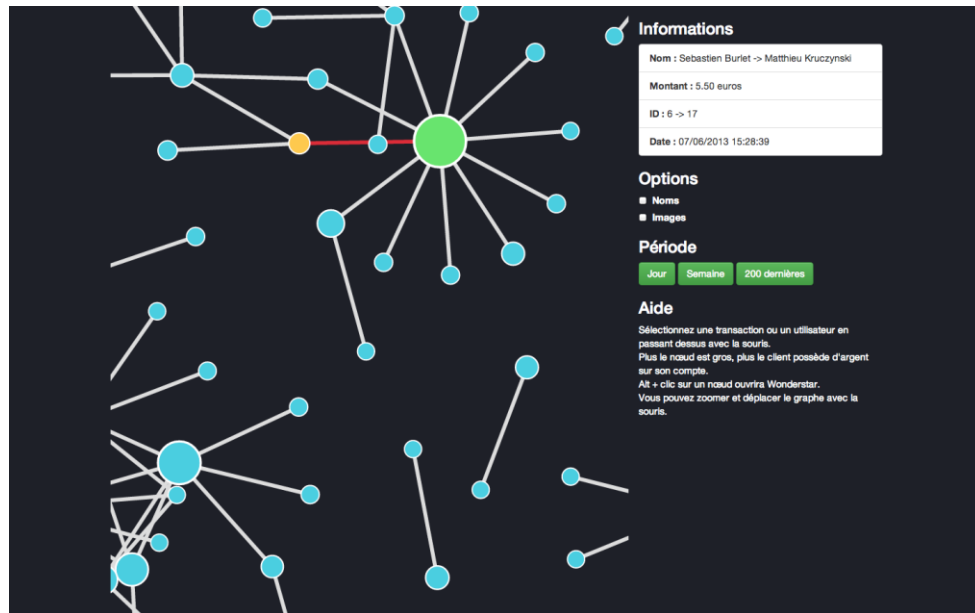 Informations
Nom : Sebastien Burlet -> Matthieu Kruczynski
Montant : 5.50 euros
ID : 6 -> 17
Date : 07/06/2013 15:28:39
Options
Noms
Images
Période
Jour Semaine 200 dernières
Aide
Sélectionnez une transaction ou un utilisateur en
passant dessus avec la souris.
Plus le nœud est gros, plus le client possède d'argent
sur son compte.
Alt + clic sur un nœud ouvrira Wonderstar.
Vous pouvez zoomer et déplacer le graphe avec la
souris.